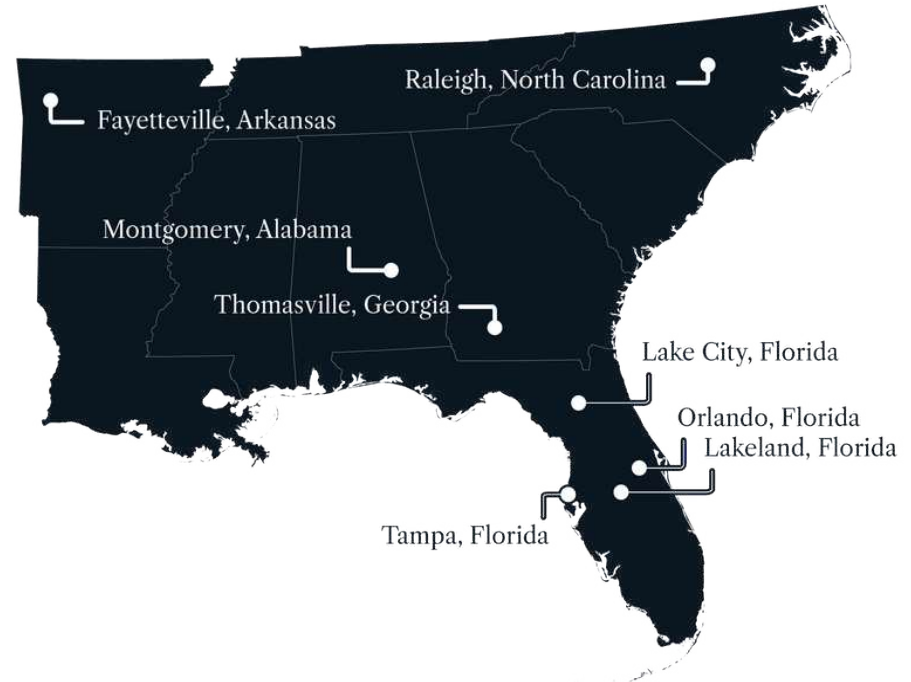 Raleigh, North Carolina
Fayetteville, Arkansas
Montgomery, Alabama
Thomasville, Georgia
Lake City, Florida
Orlando, Florida
Lakeland, Florida
Tampa, Florida